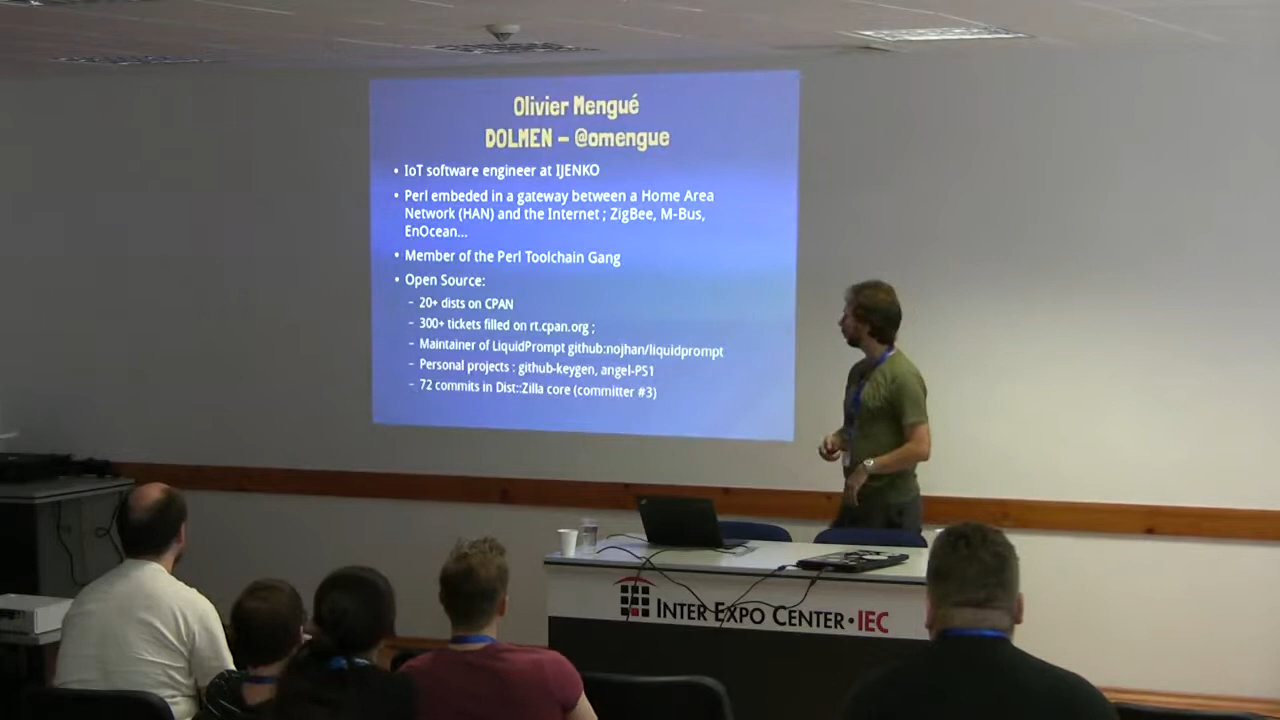 Olivier Mengué
DOLMEN – @omengue
• IoT software engineer at IJENKO
• Perl embeded in a gateway between a Home Area
Network (HAN) and the Internet ; ZigBee, M-Bus,
EnOcean...
• Member of the Perl Toolchain Gang
• Open Source:
– 20+ dists on CPAN
– 300+ tickets filled on rt.cpan.org ;
– Maintainer of LiquidPrompt github:nojhan/liquidprompt
– Personal projects : github-keygen, angel-PS1
– 72 commits in Dist::Zilla core (committer #3)
INTER EXPO CENTER • IEC